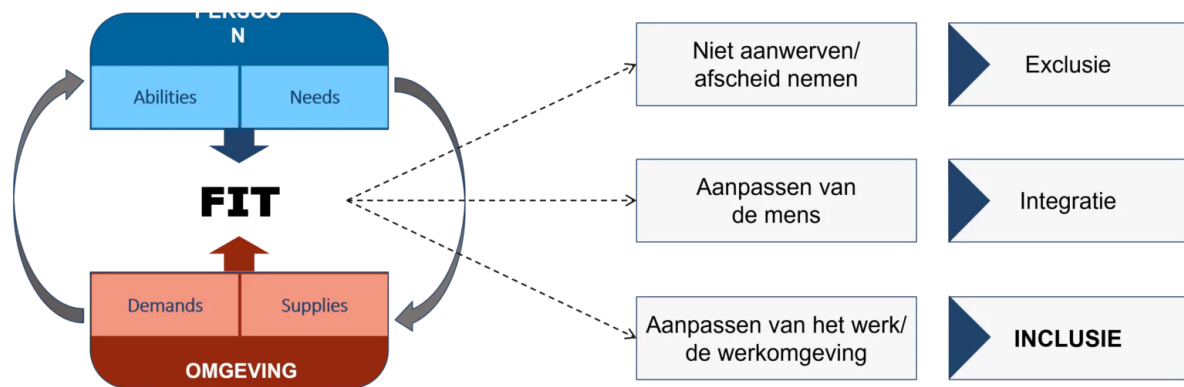 PERSOO
N
Abilities
Needs
FIT
Demands
Supplies
OMGEVING
Niet aanwerven/
afscheid nemen
Exclusie
Aanpassen van
de mens
Integratie
Aanpassen van het werk/
de werkomgeving
INCLUSIE